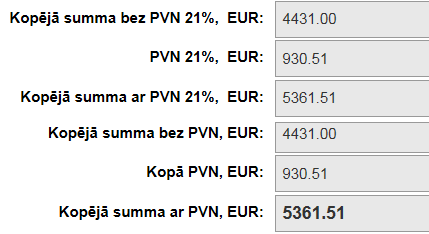 Kopējā summa bez PVN 21%, EUR: 4431.00
PVN 21%, EUR: 930.51
Kopējā summa ar PVN 21%, EUR: 5361.51
Kopējā summa bez PVN, EUR: 4431.00
Kopā PVN, EUR: 930.51
Kopējā summa ar PVN, EUR: 5361.51